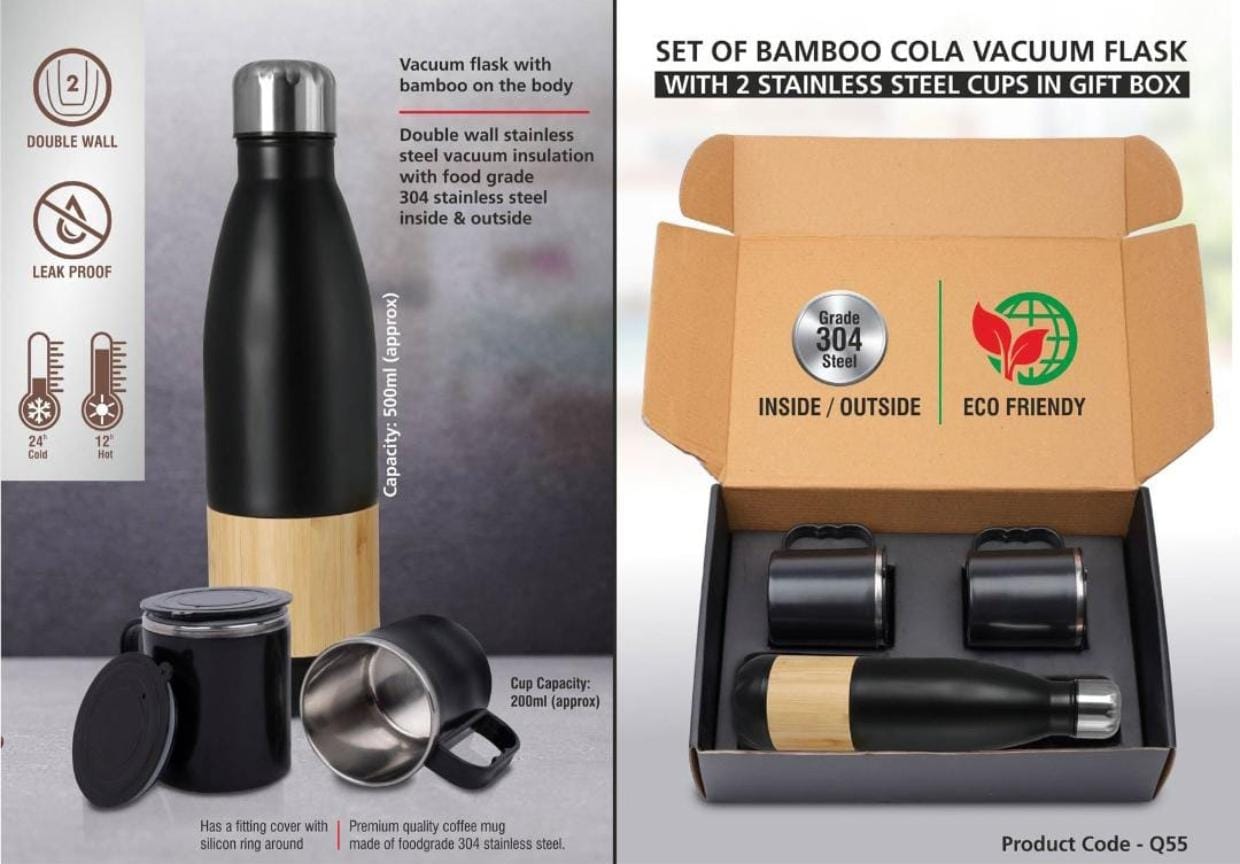 2
DOUBLE WALL
LEAK PROOF
24h
Cold
12h
Hot
Vacuum flask with
bamboo on the body
Double wall stainless
steel vacuum insulation
with food grade
304 stainless steel
inside & outside
Capacity: 500ml (approx)
Cup Capacity:
200ml (approx)
Has a fitting cover with
silicon ring around
Premium quality coffee mug
made of foodgrade 304 stainless steel.
SET OF BAMBOO COLA VACUUM FLASK
WITH 2 STAINLESS STEEL CUPS IN GIFT BOX
Grade
304
Steel
INSIDE / OUTSIDE
ECO FRIENDY
Product Code - Q55